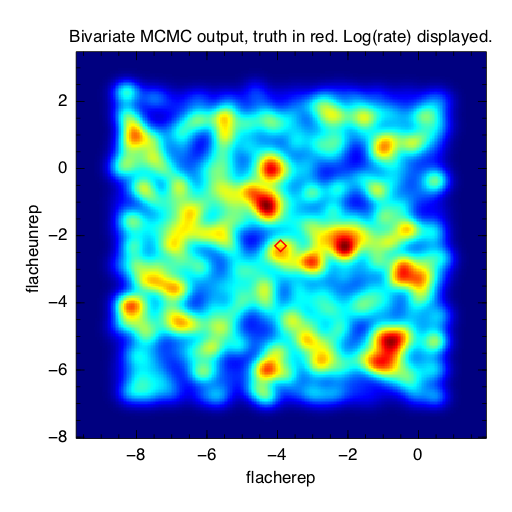 Bivariate MCMC output, truth in red. Log(rate) displayed.
2
0
−2
−4
−6
−8
flacheunrep
−8 −6 −4 −2 0
flacherep